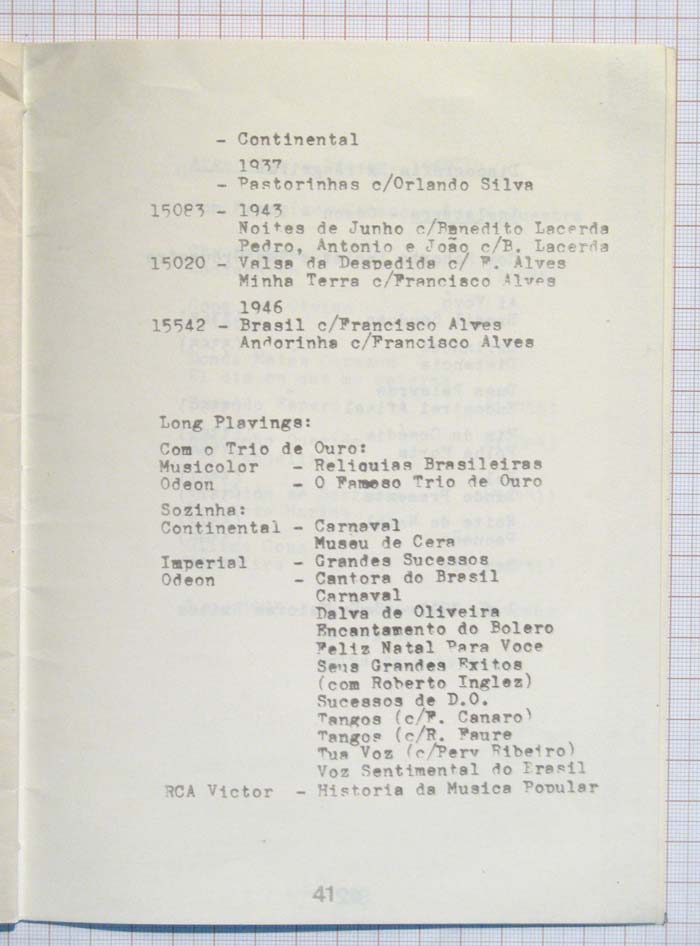 - Continental
1937
- Pastorinhas c/Orlando Silva
15083 - 1943
Noites de Junho c/Benedito Lacerda
Pedro, Antonio e João c/B. Lacerda
15020 - Valsa da Despedida c/ F. Alves
Minha Terra c/Francisco Alves
1946
15542 - Brasil c/Francisco Alves
Andorinha c/Francisco Alves
Long Playings:
Com o Trio de Ouro:
Musicolor - Reliquias Brasileiras
Odeon - O Famoso Trio de Ouro
Sozinha:
Continental - Carnaval
Museu de Cera
Imperial - Grandes Sucessos
Odeon - Cantora do Brasil
Carnaval
Dalva de Oliveira
Encantamento do Bolero
Feliz Natal Para Voce
Seus Grandes Exitos
(com Roberto Inglez)
Sucessos de D.O.
Tangos (c/F. Canaro)
Tangos (c/R. Faure
Tua Voz (c/Pery Ribeiro)
Voz Sentimental do Brasil
RCA Victor - Historia da Musica Popular
41